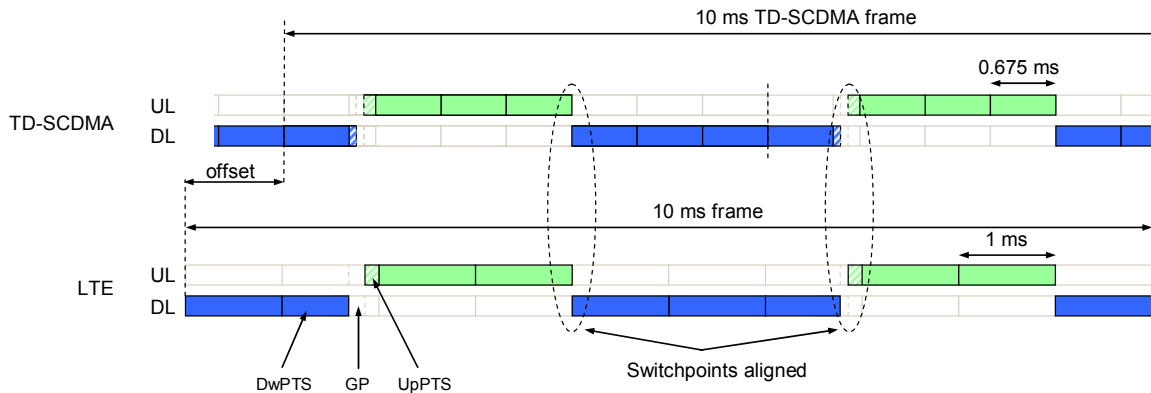 10 ms TD-SCDMA frame
0.675 ms
UL
TD-SCDMA
DL
offset
10 ms frame
1 ms
UL
LTE
DL
Switchpoints aligned
DwPTS GP UpPTS